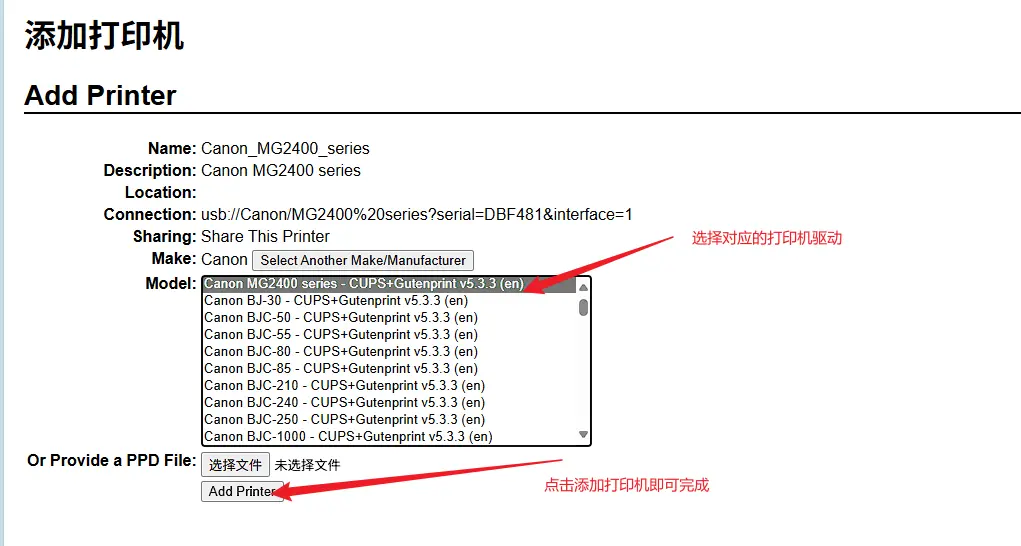 添加打印机
Add Printer
Name: Canon_MG2400_series
Description: Canon MG2400 series
Location:
Connection: usb://Canon/MG2400%20series?serial=DBF481&interface=1
Sharing: Share This Printer
选择对应的打印机驱动
Make: Canon Select Another Make/Manufacturer
Model: Canon MG2400 series - CUPS+Gutenprint v5.3.3 (en)
Canon BJ-30 - CUPS+Gutenprint v5.3.3 (en)
Canon BJC-50 - CUPS+Gutenprint v5.3.3 (en)
Canon BJC-55 - CUPS+Gutenprint v5.3.3 (en)
Canon BJC-80 - CUPS+Gutenprint v5.3.3 (en)
Canon BJC-85 - CUPS+Gutenprint v5.3.3 (en)
Canon BJC-210 - CUPS+Gutenprint v5.3.3 (en)
Canon BJC-240 - CUPS+Gutenprint v5.3.3 (en)
Canon BJC-250 - CUPS+Gutenprint v5.3.3 (en)
Canon BJC-1000 - CUPS+Gutenprint v5.3.3 (en)
Or Provide a PPD File: 选择文件 未选择文件
Add Printer
点击添加打印机即可完成